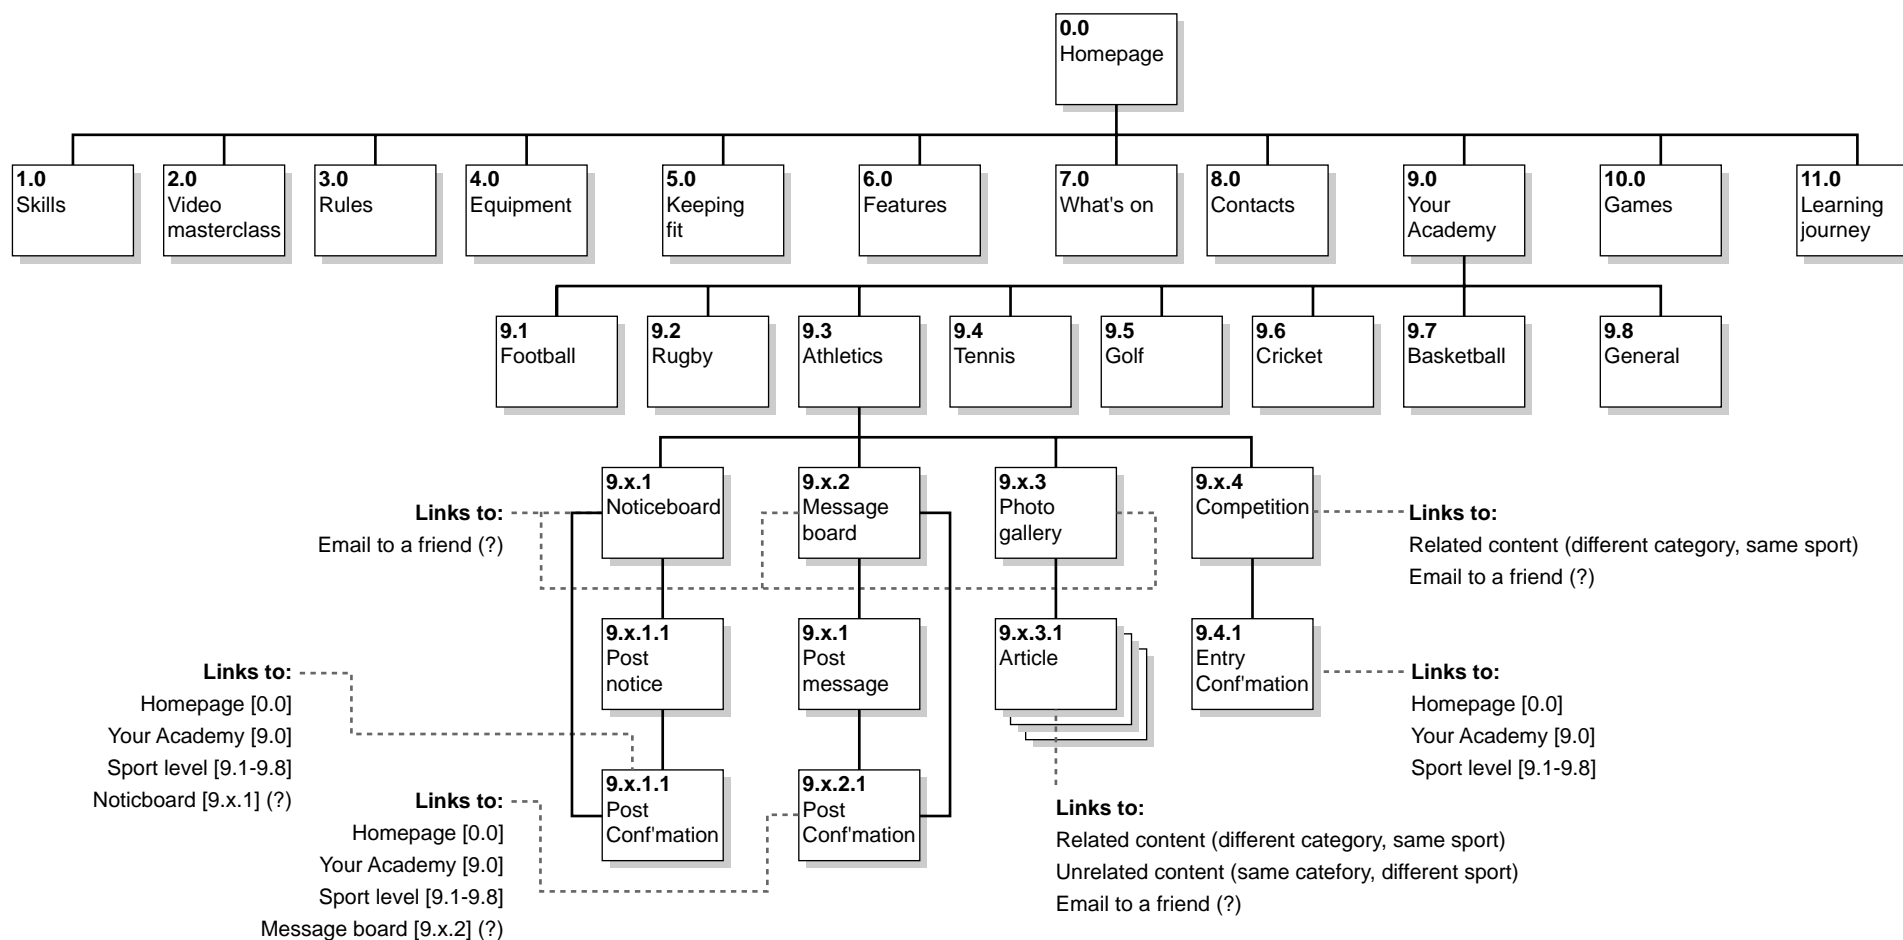 0.0
Homepage
1.0
Skills
2.0
Video
masterclass
3.0
Rules
4.0
Equipment
5.0
Keeping
fit
6.0
Features
7.0
What's on
8.0
Contacts
9.0
Your
Academy
10.0
Games
11.0
Learning
journey
9.1
Football
9.2
Rugby
9.3
Athletics
9.4
Tennis
9.5
Golf
9.6
Cricket
9.7
Basketball
9.8
General
Links to:
Email to a friend (?)
9.x.1
Noticeboard
9.x.2
Message
board
9.x.3
Photo
gallery
9.x.4
Competition
Links to:
Related content (different category, same sport)
Email to a friend (?)
9.x.1.1
Post
notice
9.x.1
Post
message
9.x.3.1
Article
9.4.1
Entry
Conf'mation
Links to:
Homepage [0.0]
Your Academy [9.0]
Sport level [9.1-9.8]
Noticboard [9.x.1] (?)
Links to:
Homepage [0.0]
Your Academy [9.0]
Sport level [9.1-9.8]
9.x.1.1
Post
Conf'mation
9.x.2.1
Post
Conf'mation
Links to:
Homepage [0.0]
Your Academy [9.0]
Sport level [9.1-9.8]
Message board [9.x.2] (?)
Links to:
Related content (different category, same sport)
Unrelated content (same catefory, different sport)
Email to a friend (?)